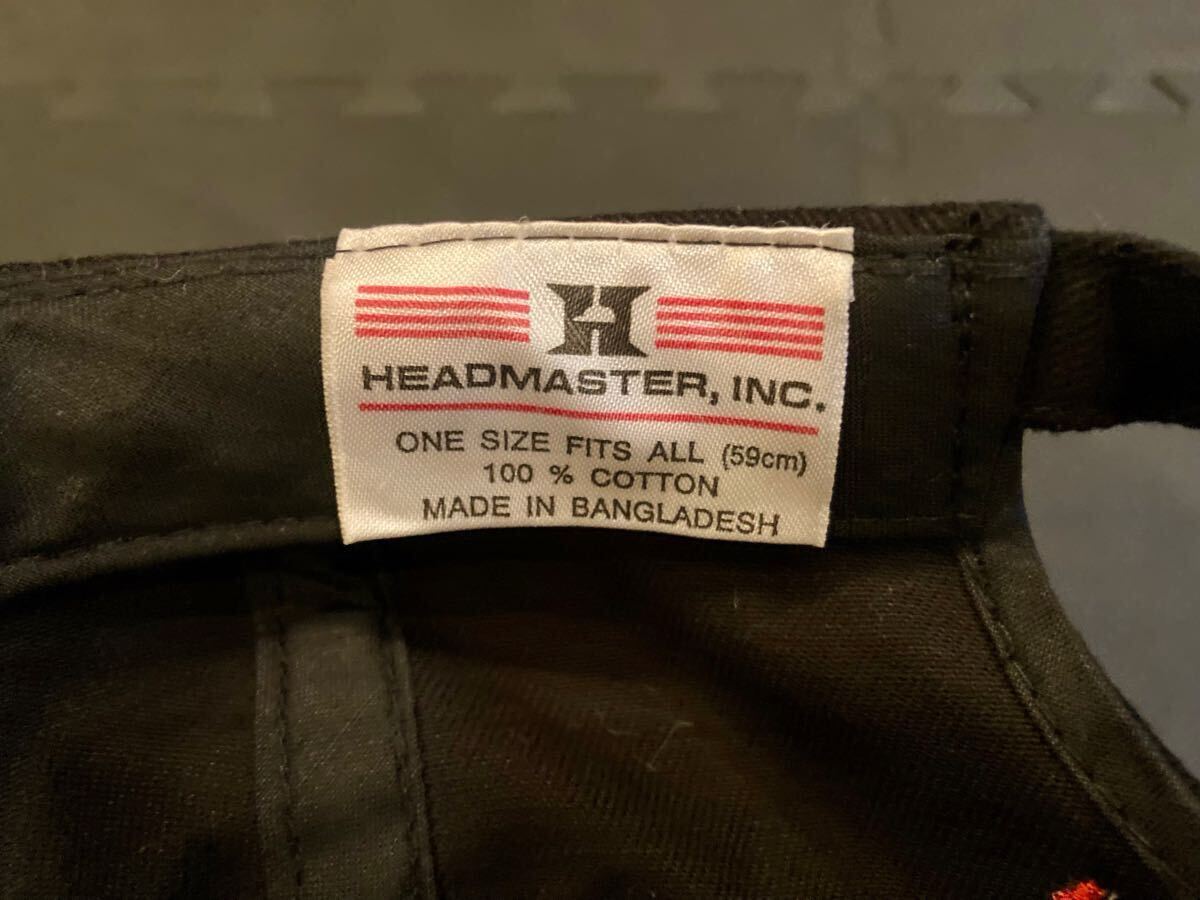 H
HEADMASTER, INC.
ONE SIZE FITS ALL (59cm)
100 % COTTON
MADE IN BANGLADESH